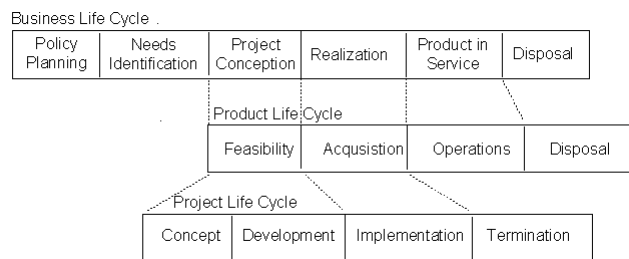 Business Life Cycle .
Policy Planning Needs Identification Project Conception Realization Product in Service Disposal
Product Life Cycle
Feasibility Acqusistion Operations Disposal
Project Life Cycle
Concept Development Implementation Termination